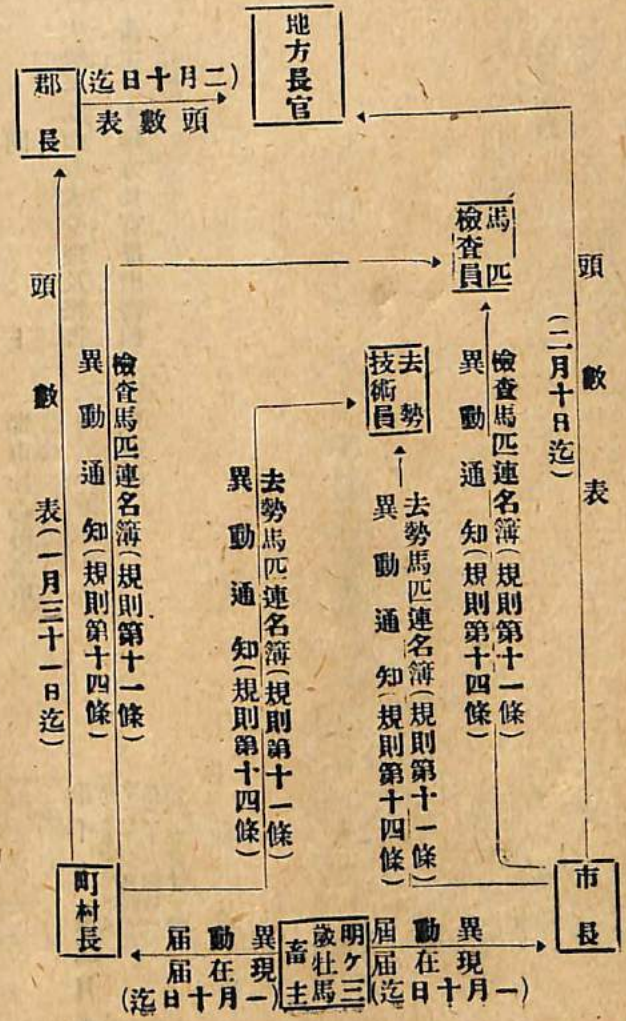 地方長官
郡長
(二月十日迄)
頭數表
頭數表
(二月十日迄)
馬匹
檢査員
檢査馬匹連名簿(規則第十一條)
異動通知(規則第十四條)
去勢
技術員
去勢馬匹連名簿(規則第十一條)
異動通知(規則第十四條)
去勢馬匹連名簿(規則第十一條)
異動通知(規則第十四條)
檢査馬匹連名簿(規則第十一條)
異動通知(規則第十四條)
頭數表(一月三十一日迄)
市長
異動屆
現在屆
(一月十日迄)
明ケ三
歲牡馬
畜主
異動屆
現在屆
(一月十日迄)
町村長